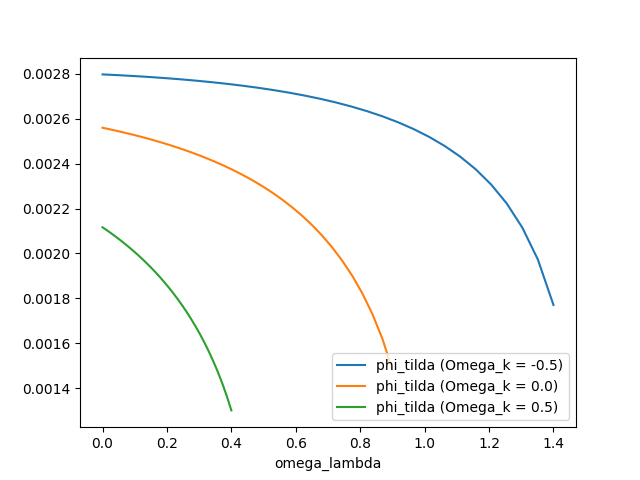 0.0028
0.0026
0.0024
0.0022
0.0020
0.0018
0.0016
0.0014
phi_tilda (Omega_k = -0.5)
phi_tilda (Omega_k = 0.0)
phi_tilda (Omega_k = 0.5)
0.0 0.2 0.4 0.6 0.8 1.0 1.2 1.4
omega_lambda